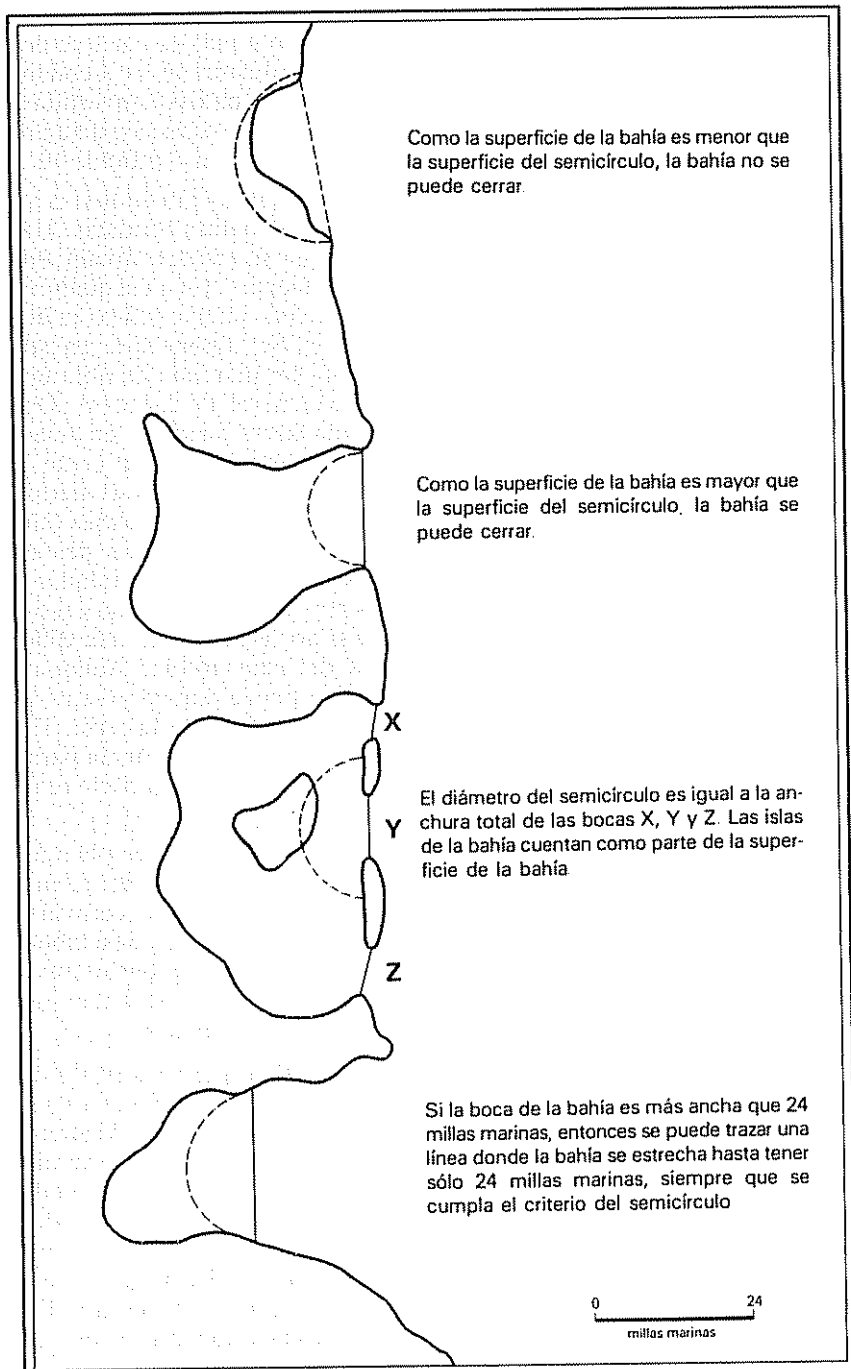 Como la superficie de la bahía es menor que
la superficie del semicírculo, la bahía no se
puede cerrar.
Como la superficie de la bahía es mayor que
la superficie del semicírculo, la bahía se
puede cerrar.
X
El diámetro del semicírculo es igual a la an-
chura total de las bocas X, Y y Z. Las islas
Y
de la bahía cuentan como parte de la super-
ficie de la bahía
Z
Si la boca de la bahía es más ancha que 24
millas marinas, entonces se puede trazar una
línea donde la bahía se estrecha hasta tener
sólo 24 millas marinas, siempre que se
cumpla el criterio del semicírculo
0 24
millas marinas